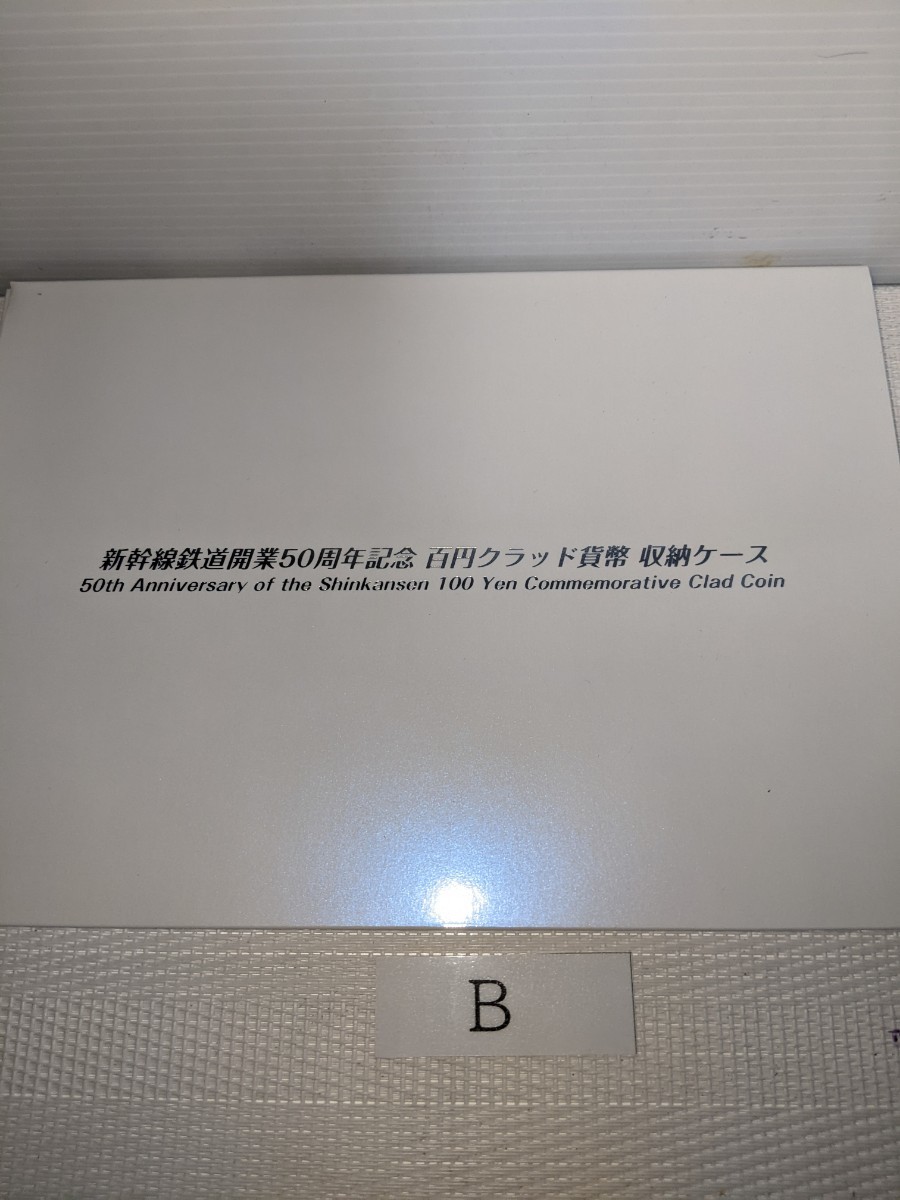 新幹線鉄道開業50周年記念 百円クラッド貨幣 収納ケース
50th Anniversary of the Shinkansen 100 Yen Commemorative Clad Coin
B